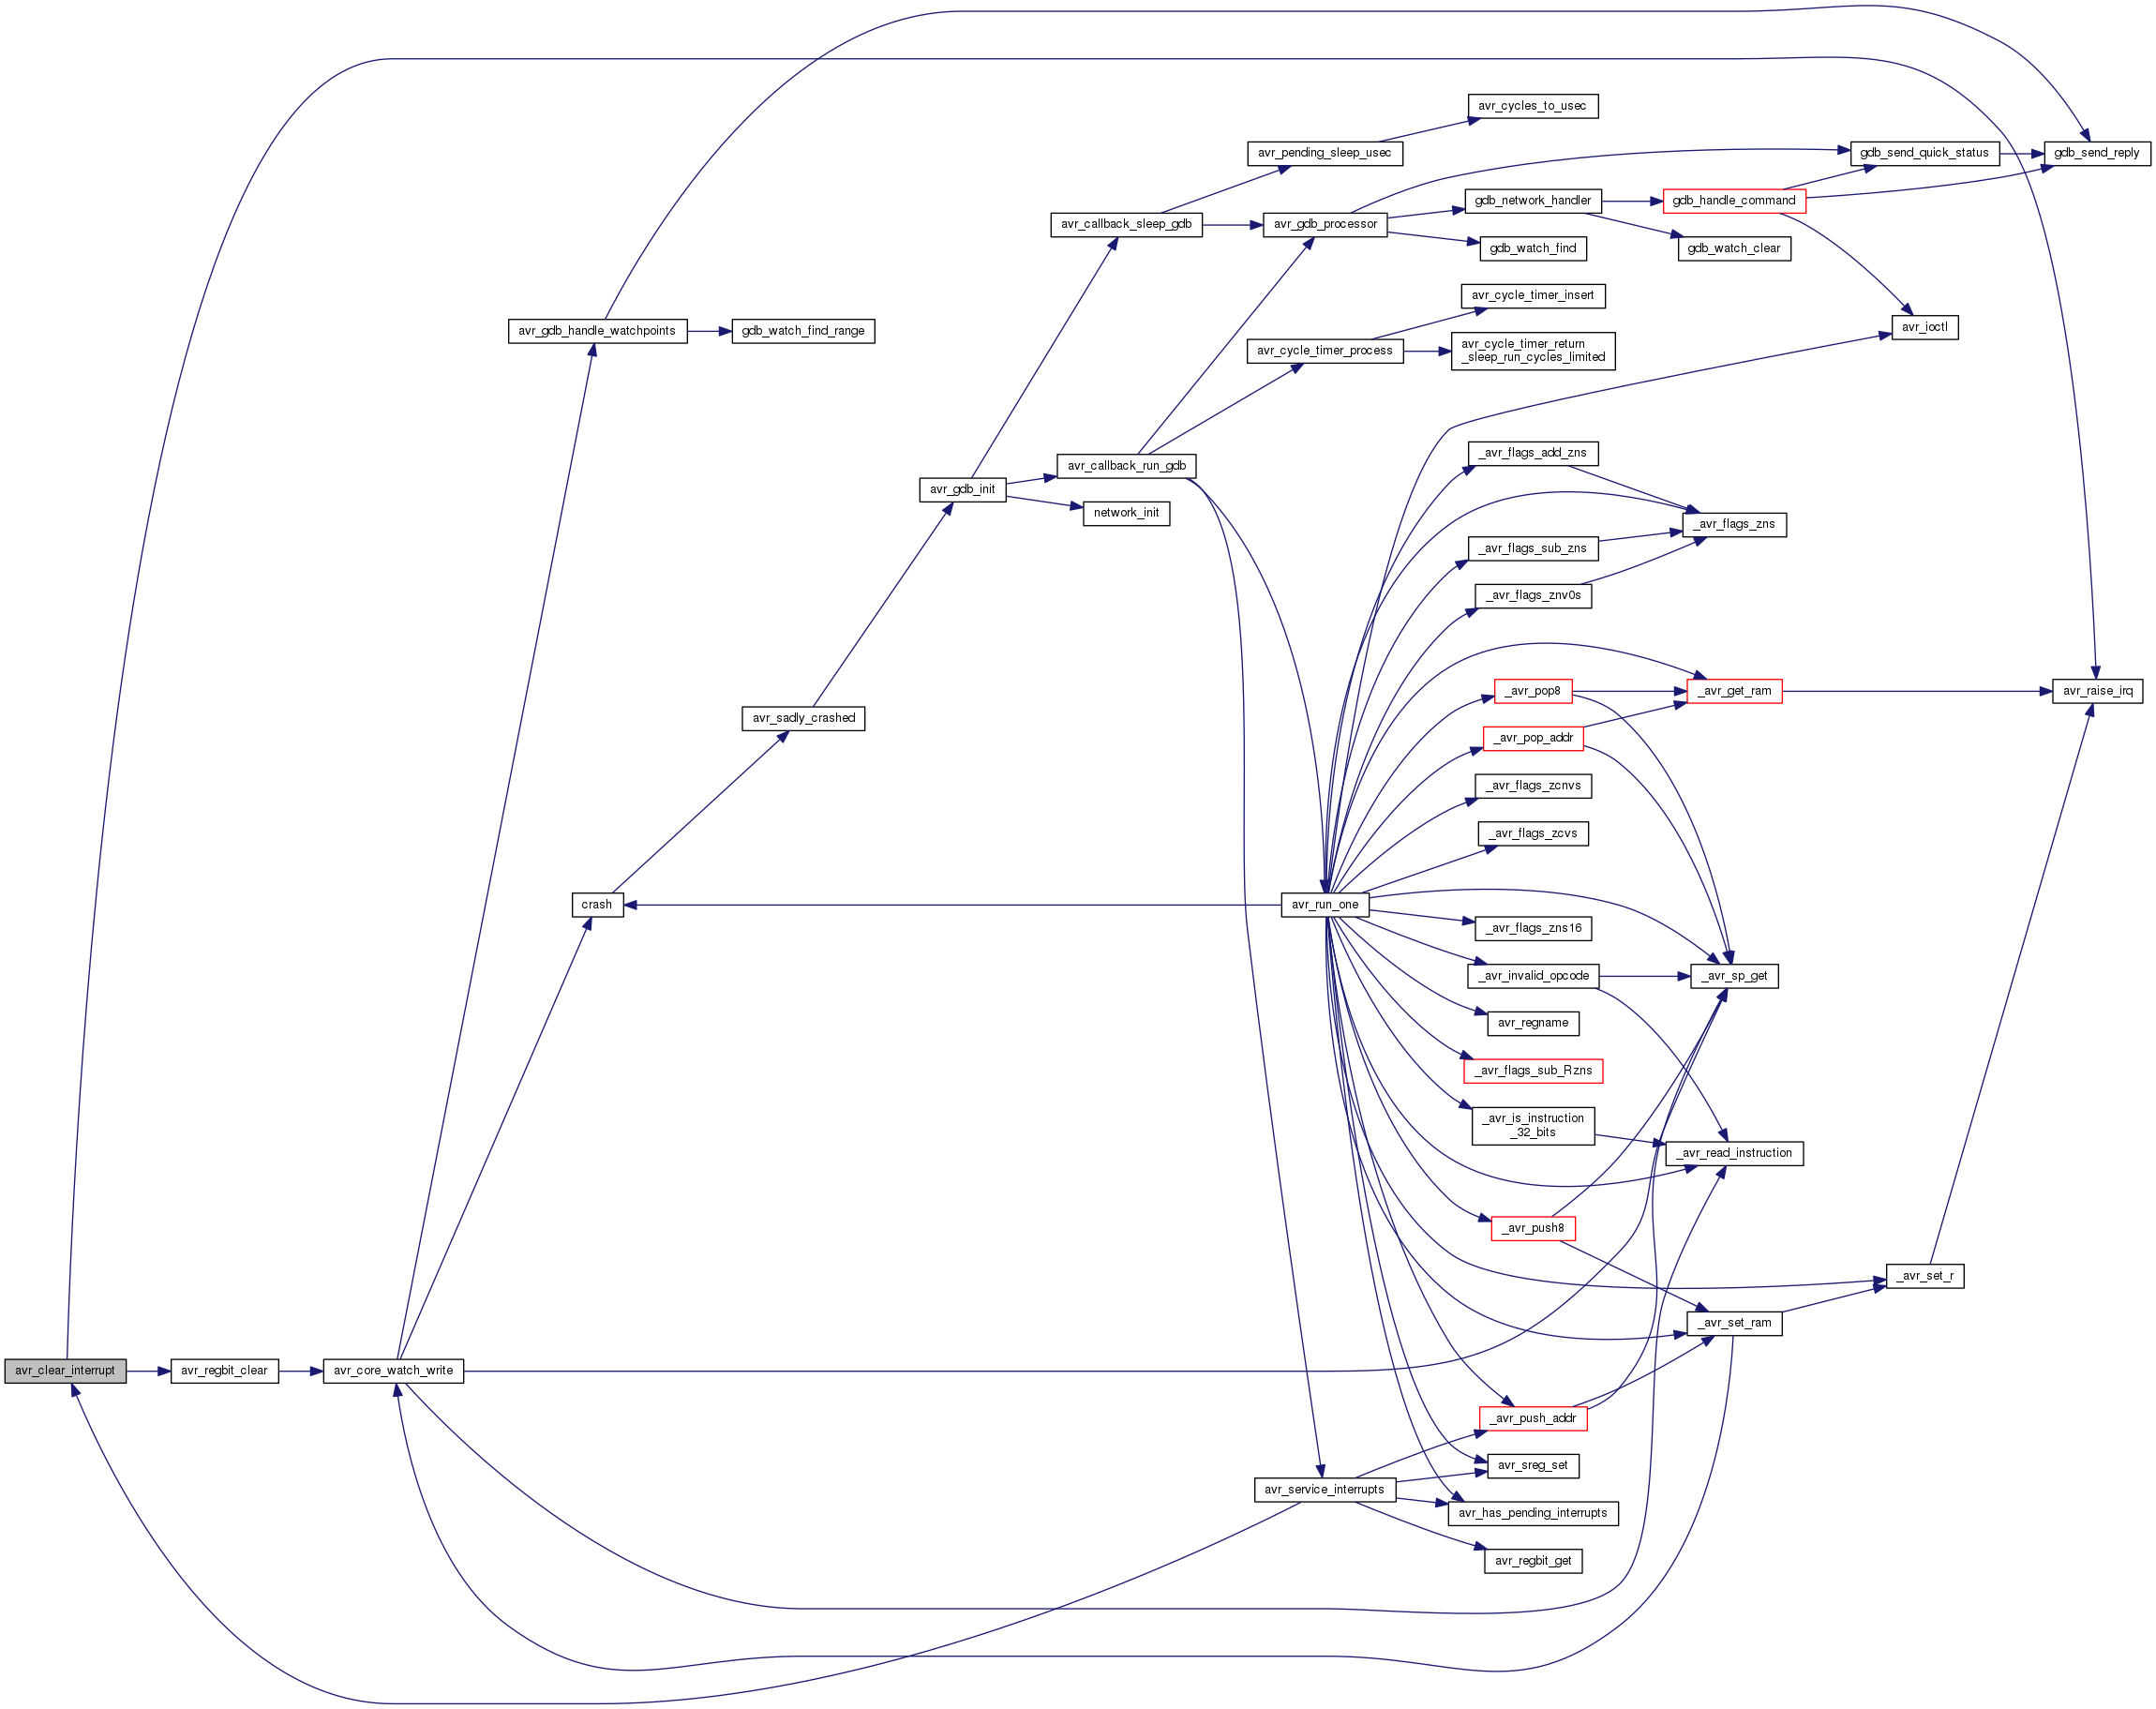 avr_cycles_to_usec
avr_pending_sleep_usec
gdb_send_quick_status
gdb_send_reply
gdb_network_handler
gdb_handle_command
avr_callback_sleep_gdb
avr_gdb_processor
gdb_watch_find
gdb_watch_clear
avr_cycle_timer_insert
avr_gdb_handle_watchpoints
gdb_watch_find_range
avr_ioctl
avr_cycle_timer_process
avr_cycle_timer_return
_sleep_run_cycles_limited
_avr_flags_add_zns
avr_callback_run_gdb
avr_gdb_init
network_init
_avr_flags_zns
_avr_flags_sub_zns
_avr_flags_znv0s
_avr_pop8
_avr_get_ram
avr_raise_irq
avr_sadly_crashed
_avr_pop_addr
_avr_flags_zcnvs
_avr_flags_zcvs
crash
avr_run_one
_avr_flags_zns16
_avr_invalid_opcode
_avr_sp_get
avr_regname
_avr_flags_sub_Rzns
_avr_is_instruction
_32_bits
_avr_read_instruction
_avr_push8
_avr_set_r
_avr_set_ram
avr_clear_interrupt
avr_regbit_clear
avr_core_watch_write
_avr_push_addr
avr_sreg_set
avr_service_interrupts
avr_has_pending_interrupts
avr_regbit_get